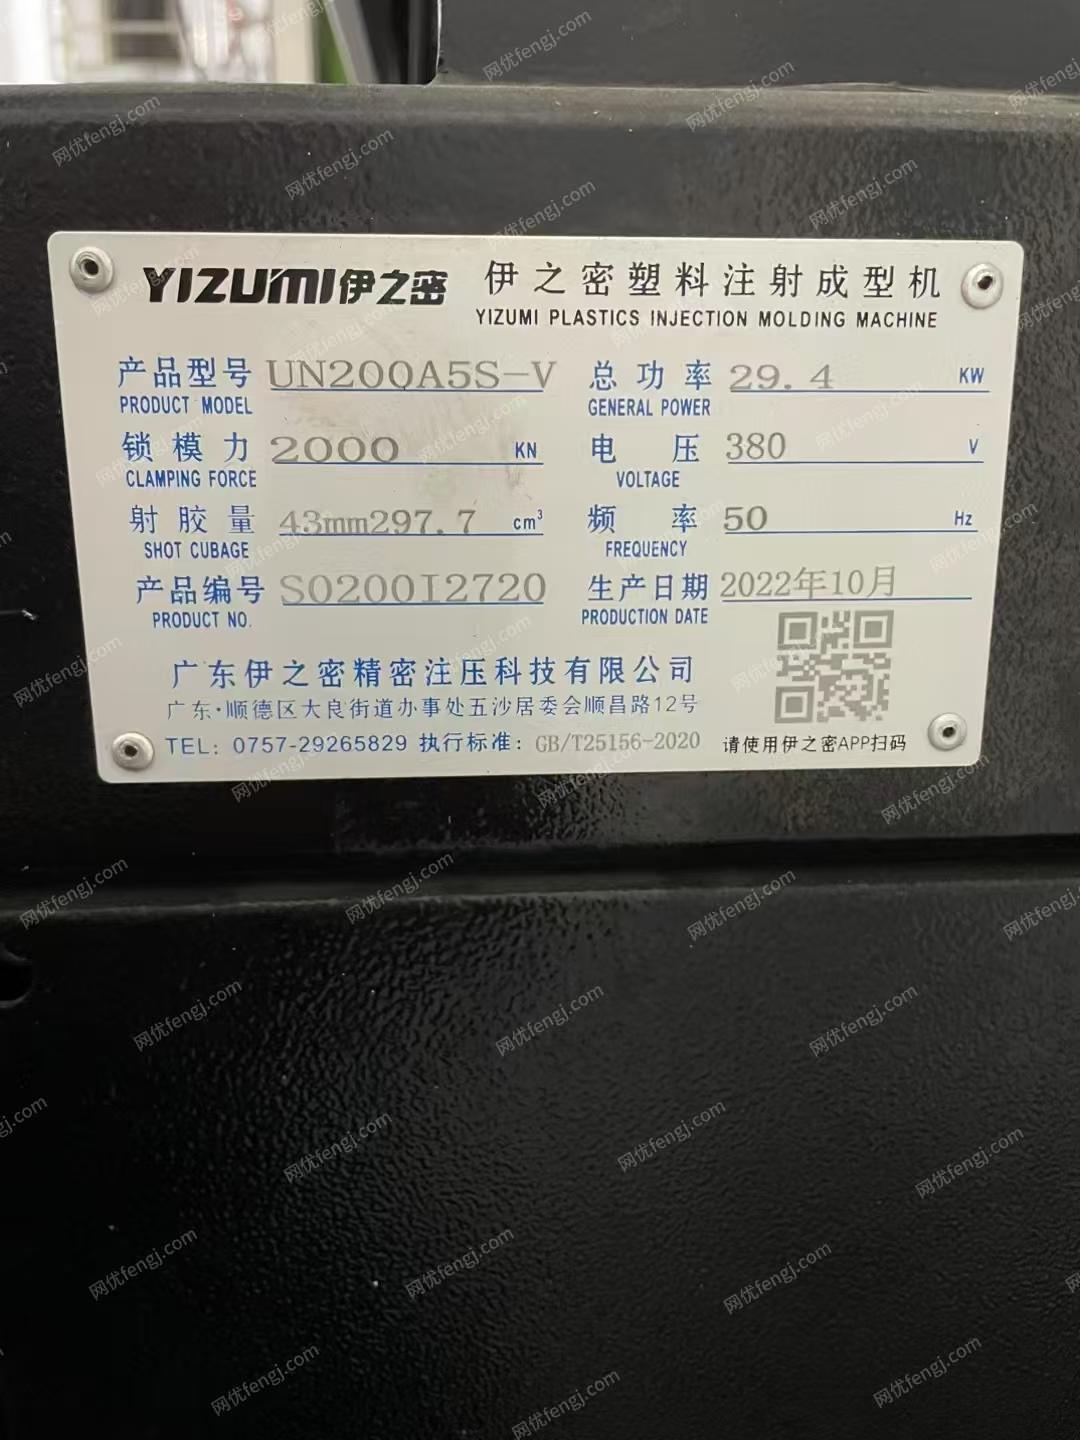 YIZUMI伊之密 伊之密塑料注射成型机
YIZUMI PLASTICS INJECTION MOLDING MACHINE
产品型号 UN200A5S-V 总功率 29.4 KW
PRODUCT MODEL GENERAL POWER
锁模力 2000 KN 电压 380 V
CLAMPING FORCE VOLTAGE
射胶量 43mm297.7 cm³ 频率 50 Hz
SHOT CUBAGE FREQUENCY
产品编号 S0200I2720 生产日期 2022年10月
PRODUCT NO. PRODUCTION DATE
广东伊之密精密注压科技有限公司
广东·顺德区大良街道办事处五沙居委会顺昌路12号
TEL: 0757-29265829 执行标准: GB/T25156-2020 请使用伊之密APP扫码
网优fengj.com